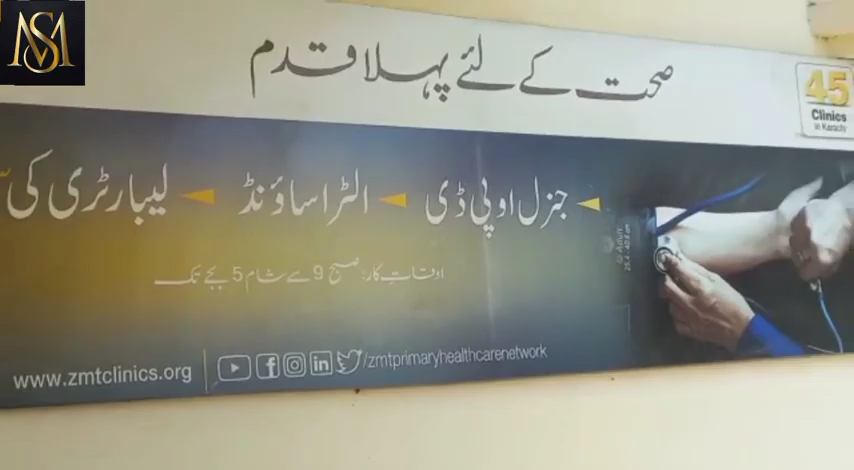 صحت کے لئے پہلا قدم
45
Clinics
in Karachi
جنرل او پی ڈی
الٹراساؤنڈ
لیبارٹری کی
اوقات کار: صبح 9 سے شام 5 بجے تک
www.zmtclinics.org
/zmtprimaryhealthcarenetwork